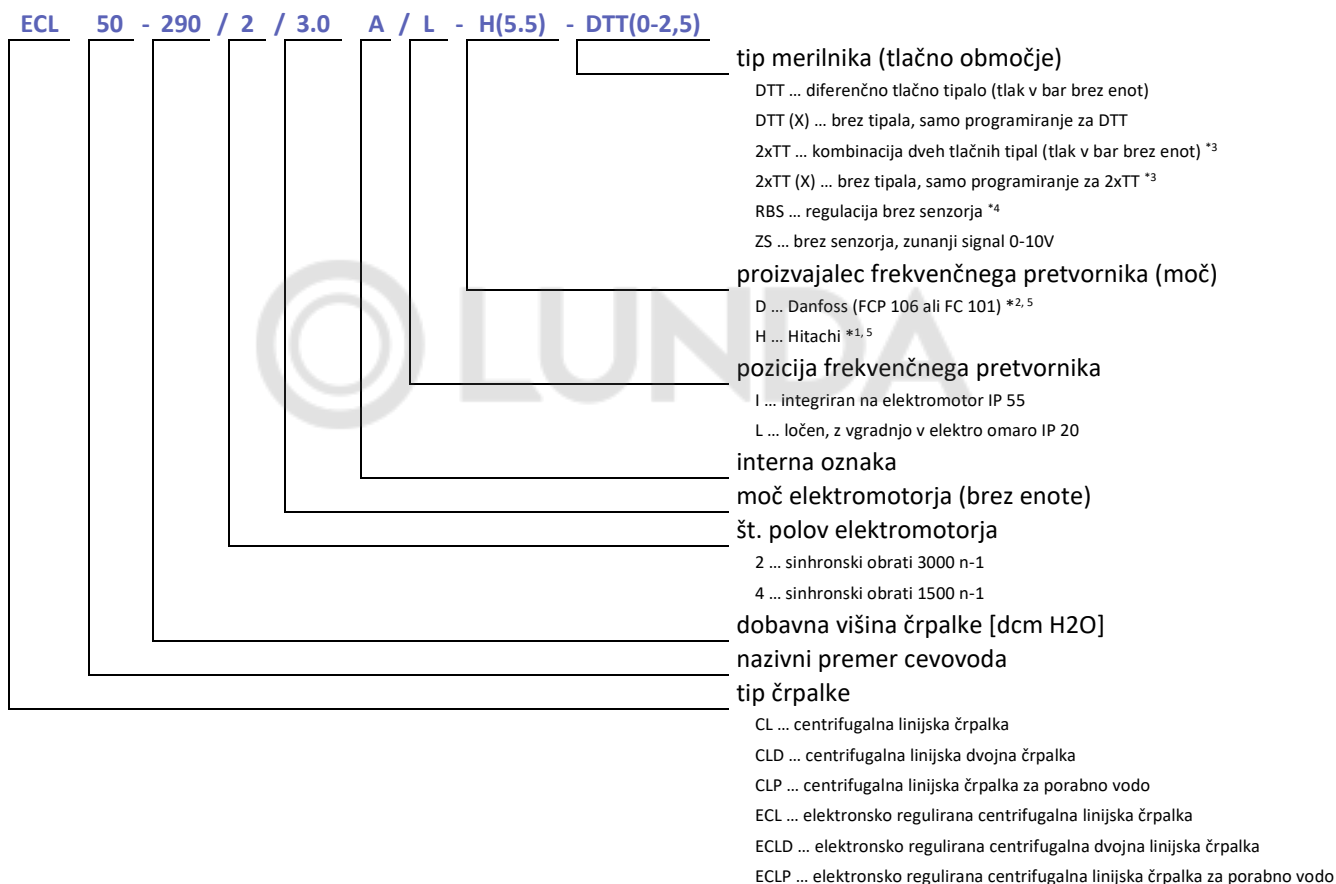 ECL 50 - 290 / 2 / 3.0 A / L - H(5.5) - DTT(0-2,5)
tip merilnika (tlačno območje)
DTT ... diferenčno tlačno tipalo (tlak v bar brez enot)
DTT (X) ... brez tipala, samo programiranje za DTT
2xTT ... kombinacija dveh tlačnih tipal (tlak v bar brez enot) *3
2xTT (X) ... brez tipala, samo programiranje za 2xTT *3
RBS ... regulacija brez senzorja *4
ZS ... brez senzorja, zunanji signal 0-10V
proizvajalec frekvenčnega pretvornika (moč)
D ... Danfoss (FCP 106 ali FC 101) *2, 5
H ... Hitachi *1, 5
LUNDA
pozicija frekvenčnega pretvornika
I ... integriran na elektromotor IP 55
L ... ločen, z vgradnjo v elektro omaro IP 20
interna oznaka
moč elektromotorja (brez enote)
št. polov elektromotorja
2 ... sinhronski obrati 3000 n-1
4 ... sinhronski obrati 1500 n-1
dobavna višina črpalke [dcm H2O]
nazivni premer cevovoda
tip črpalke
CL ... centrifugalna linijska črpalka
CLD ... centrifugalna linijska dvojna črpalka
CLP ... centrifugalna linijska črpalka za porabno vodo
ECL ... elektronsko regulirana centrifugalna linijska črpalka
ECLD ... elektronsko regulirana centrifugalna dvojna linijska črpalka
ECLP ... elektronsko regulirana centrifugalna linijska črpalka za porabno vodo